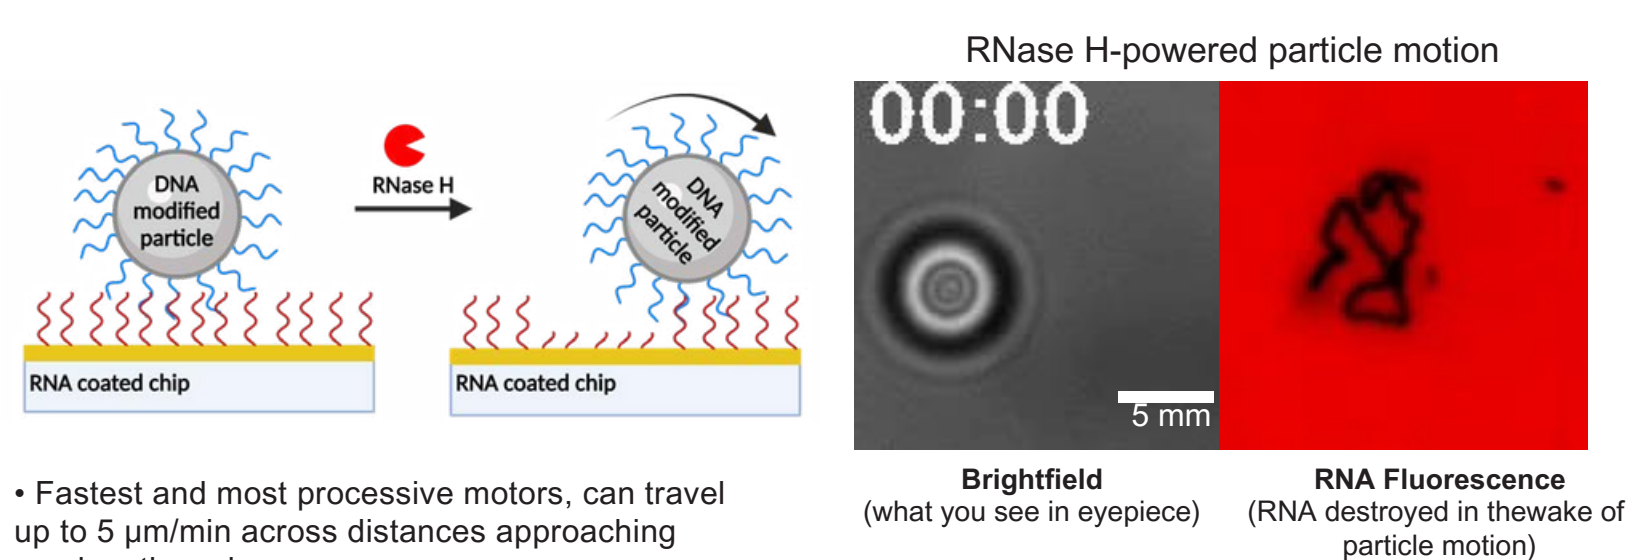 RNase H-powered particle motion
DNA
modified
particle
RNase H
DNA
modified
particle
RNA coated chip
RNA coated chip
00:00
5 mm
Brightfield
(what you see in eyepiece)
RNA Fluorescence
(RNA destroyed in thewake of
particle motion)
• Fastest and most processive motors, can travel
up to 5 µm/min across distances approaching